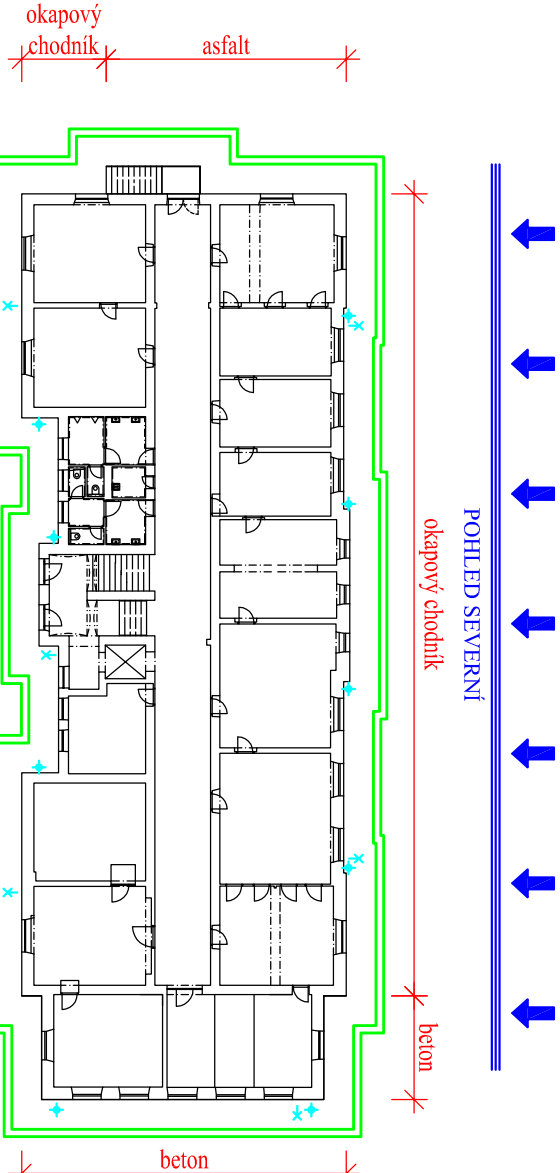 okapový
chodník
asfalt
POHLED SEVERNÍ
okapový chodník
beton
beton